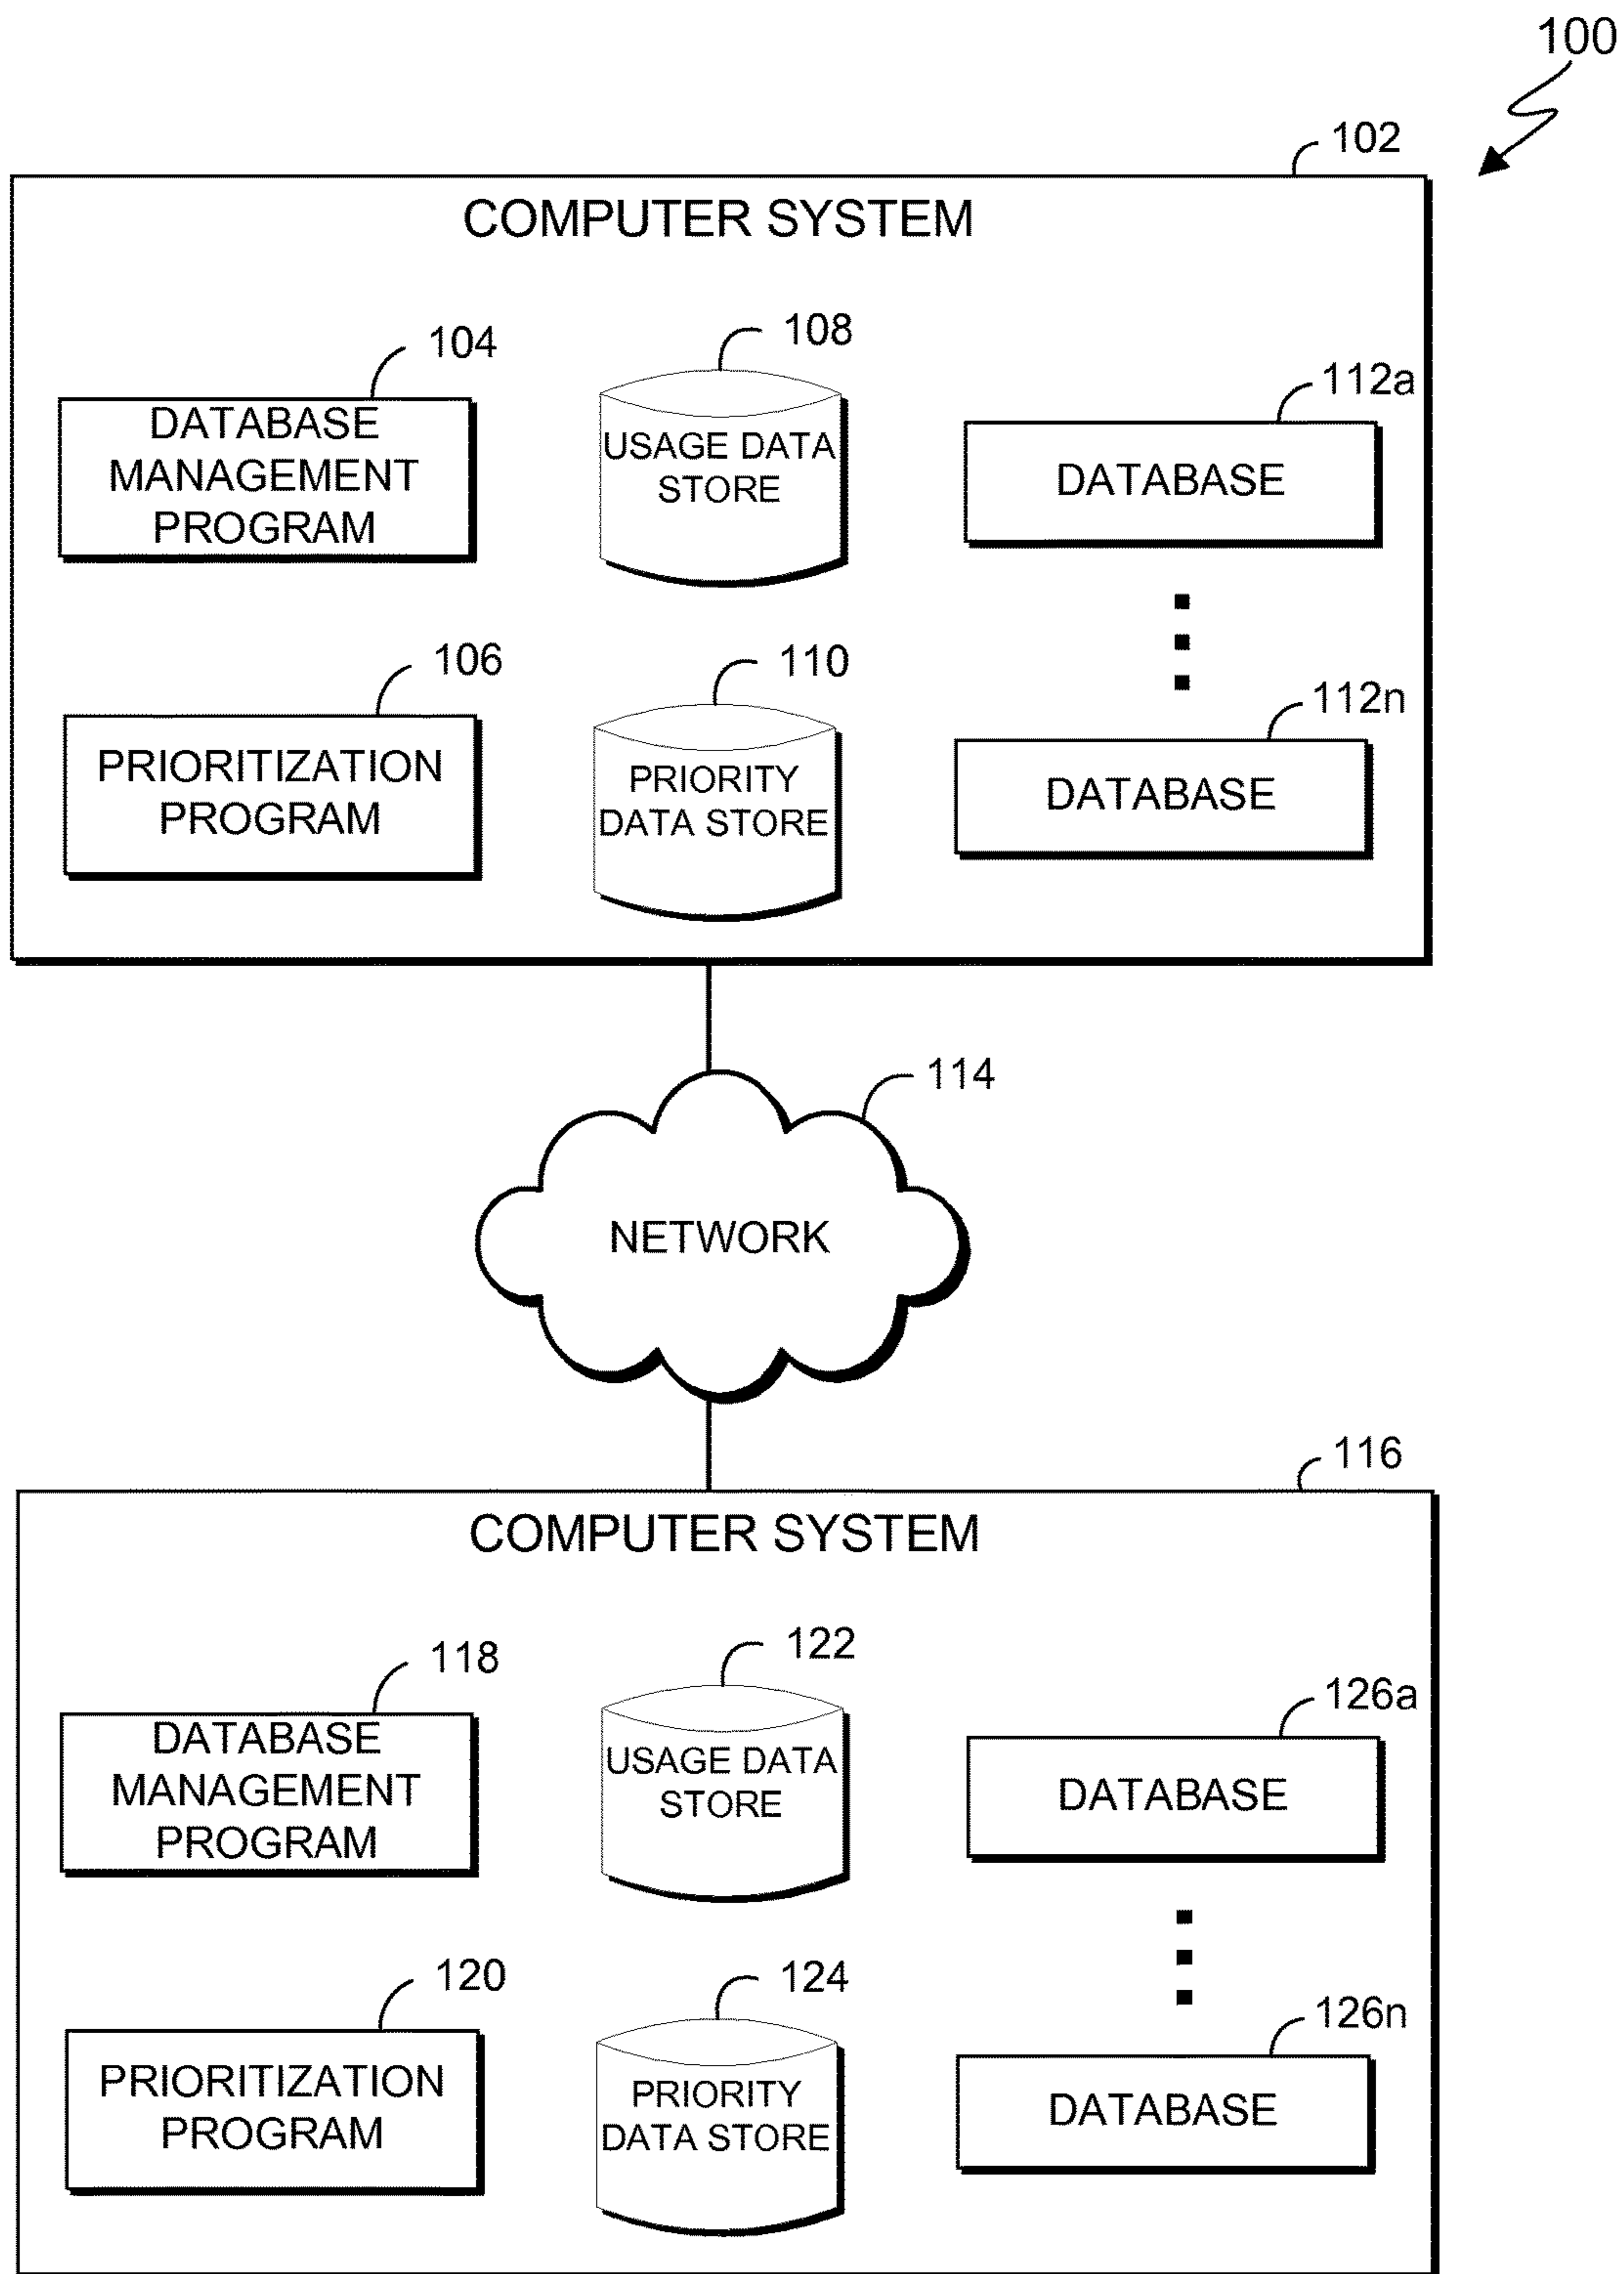 100
102
COMPUTER SYSTEM
104
DATABASE
MANAGEMENT
PROGRAM
108
USAGE DATA
STORE
112a
DATABASE
106
PRIORITIZATION
PROGRAM
110
PRIORITY
DATA STORE
112n
DATABASE
114
NETWORK
116
COMPUTER SYSTEM
118
DATABASE
MANAGEMENT
PROGRAM
122
USAGE DATA
STORE
126a
DATABASE
120
PRIORITIZATION
PROGRAM
124
PRIORITY
DATA STORE
126n
DATABASE